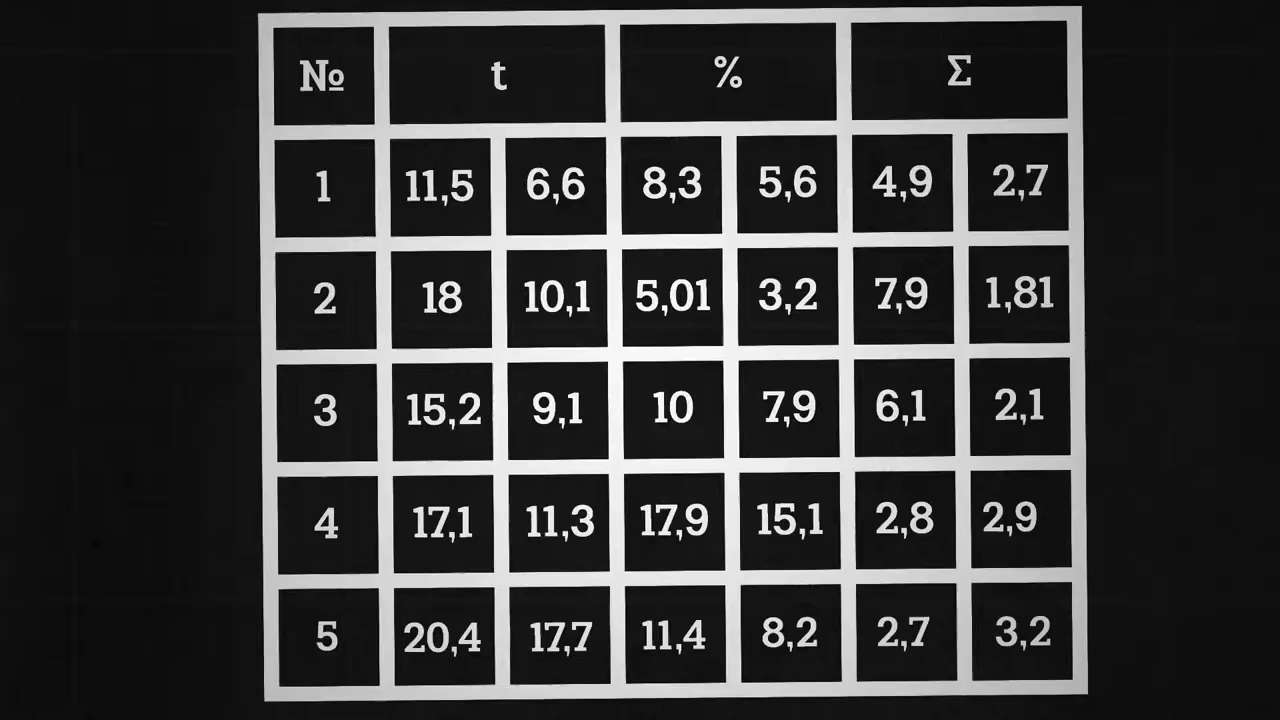 № t % Σ
1 11,5 6,6 8,3 5,6 4,9 2,7
2 18 10,1 5,01 3,2 7,9 1,81
3 15,2 9,1 10 7,9 6,1 2,1
4 17,1 11,3 17,9 15,1 2,8 2,9
5 20,4 17,7 11,4 8,2 2,7 3,2